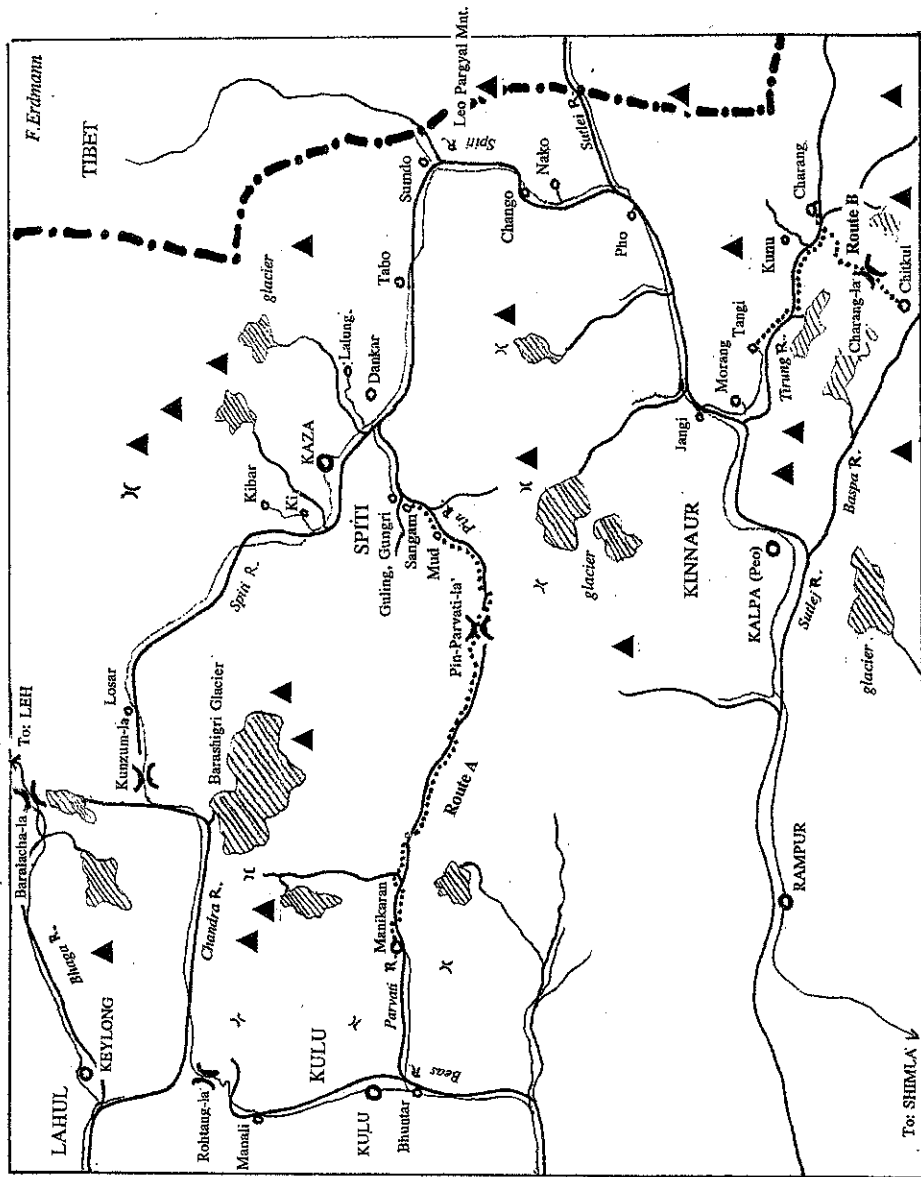 F.Erdmann
TIBET
To: LEH
Baralacha-la
Bhaga R.
LAHUL
KEYLONG
Kunzum-la
Losar
Spiti R.
Kibar
Ki
glacier
Lalung
Dankar
KAZA
Tabo
Sumdo
Leo Pargyal Mnt.
Spiti R.
Chandra R.
Barashigri Glacier
SPITI
Guling, Gungri
Sangam
Mud
Pin R.
Chango
Nako
Sutlej R.
Rohtang-la
Manali
KULU
KULU
Bhuntar
Beas R.
Parvati R.
Manikaran
Route A
Pin-Parvati-la
glacier
KINNAUR
Pho
Jangi
Morang
Tangi
Kunu
Charang
Route B
Tirung R.
Charang-la
Chitkul
Baspa R.
KALPA (Peo)
Sutlej R.
glacier
RAMPUR
To: SHIMLA